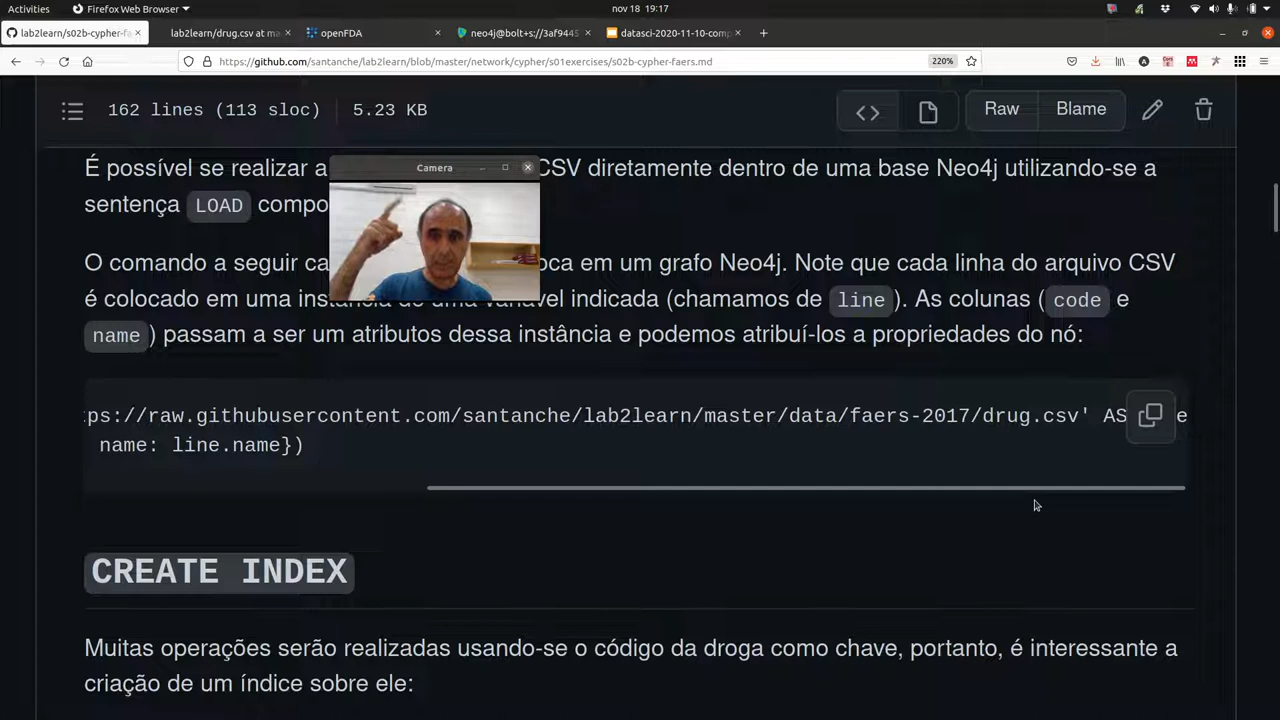 Activities
Firefox Web Browser
nov 18 19:17
lab2learn/s02b-cypher-fae
lab2learn/drug.csv at ma
openFDA
neo4j@bolt+s://3af9445
datasci-2020-11-10-comp
https://github.com/santanche/lab2learn/blob/master/network/cypher/s01exercises/s02b-cypher-faers.md
220%
162 lines (113 sloc) 5.23 KB
Raw
Blame
Camera
É possível se realizar a CSV diretamente dentro de uma base Neo4j utilizando-se a
sentença LOAD compo
O comando a seguir ca oca em um grafo Neo4j. Note que cada linha do arquivo CSV
é colocado em uma instância de uma variável indicada (chamamos de line). As colunas (code e
name) passam a ser um atributos dessa instância e podemos atribuí-los a propriedades do nó:
tps://raw.githubusercontent.com/santanche/lab2learn/master/data/faers-2017/drug.csv' AS e
name: line.name})
CREATE INDEX
Muitas operações serão realizadas usando-se o código da droga como chave, portanto, é interessante a
criação de um índice sobre ele: